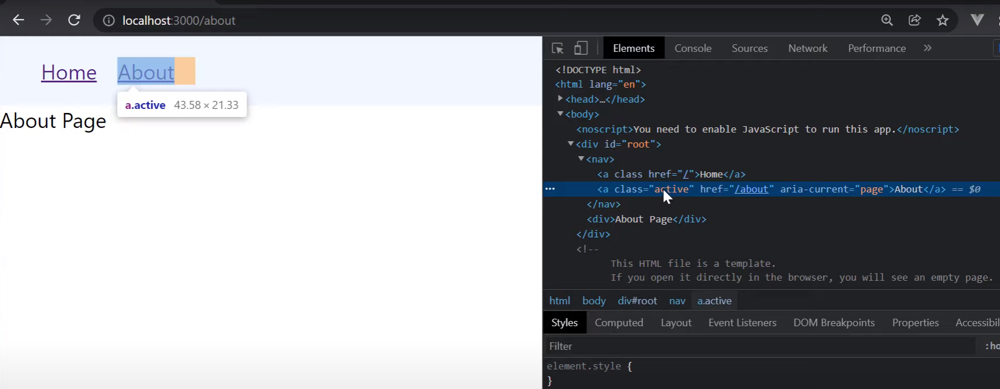 localhost:3000/about
Home About
a.active 43.58 × 21.33
About Page
Elements Console Sources Network Performance »
<!DOCTYPE html>
<html lang="en">
<head>…</head>
<body>
<noscript>You need to enable JavaScript to run this app.</noscript>
<div id="root">
<nav>
<a class href="/">Home</a>
<a class="active" href="/about" aria-current="page">About</a> == $0
</nav>
<div>About Page</div>
</div>
<!--
This HTML file is a template.
If you open it directly in the browser, you will see an empty page.
html body div#root nav a.active
Styles Computed Layout Event Listeners DOM Breakpoints Properties Accessibil
Filter :ho
element.style {
}